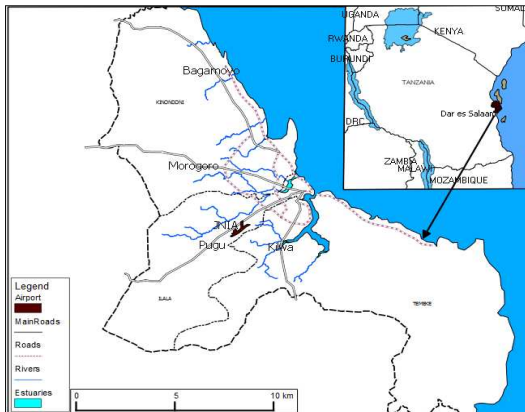 UGANDA
SOMAL
KENYA
RWANDA
BURUNDI
TANZANIA
Dar es Salaam
DRC
ZAMBIA
MALAWI
MOZAMBIQUE
Bagamoyo
KINONDONI
Morogoro
JNIA
Pugu
Kilwa
ILALA
TEMEKE
Legend
Airport
MainRoads
Roads
Rivers
Estuaries
0 5 10 km